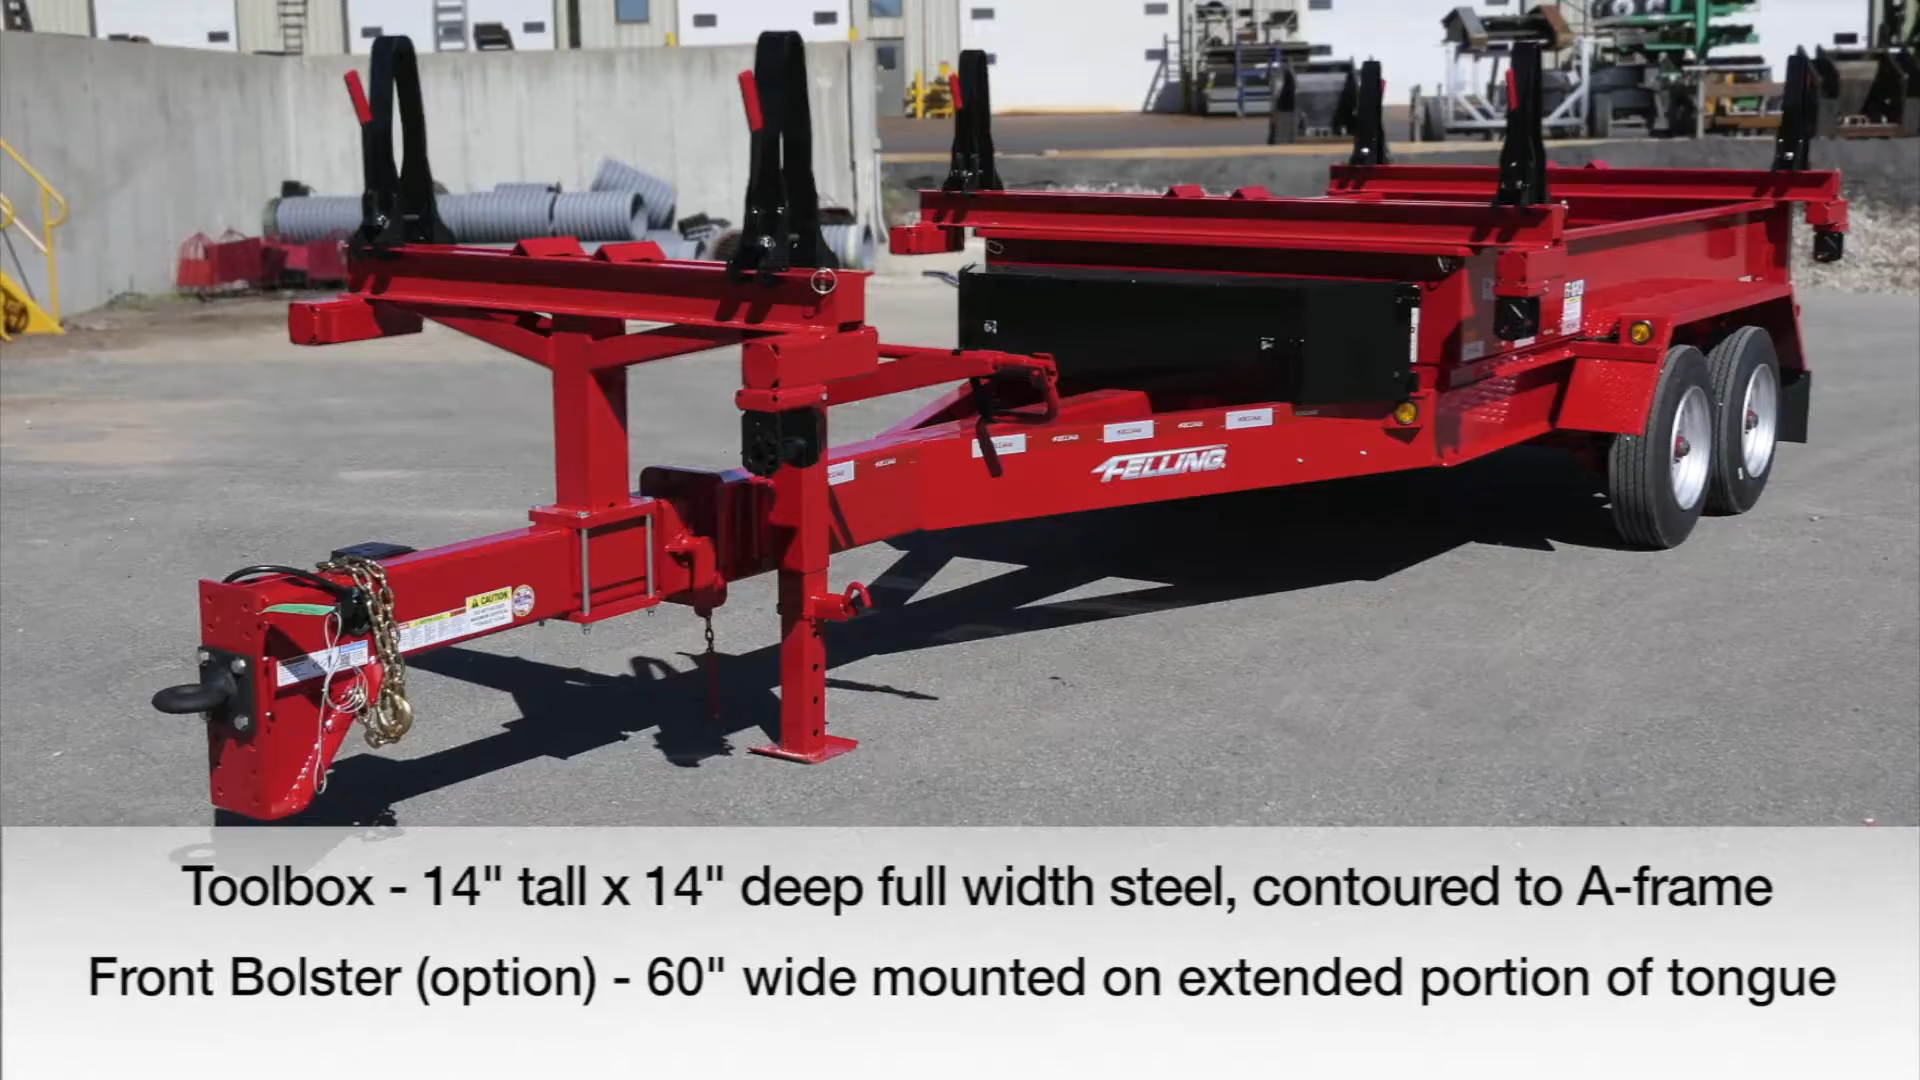 FELLING
CAUTION
Toolbox - 14" tall x 14" deep full width steel, contoured to A-frame
Front Bolster (option) - 60" wide mounted on extended portion of tongue